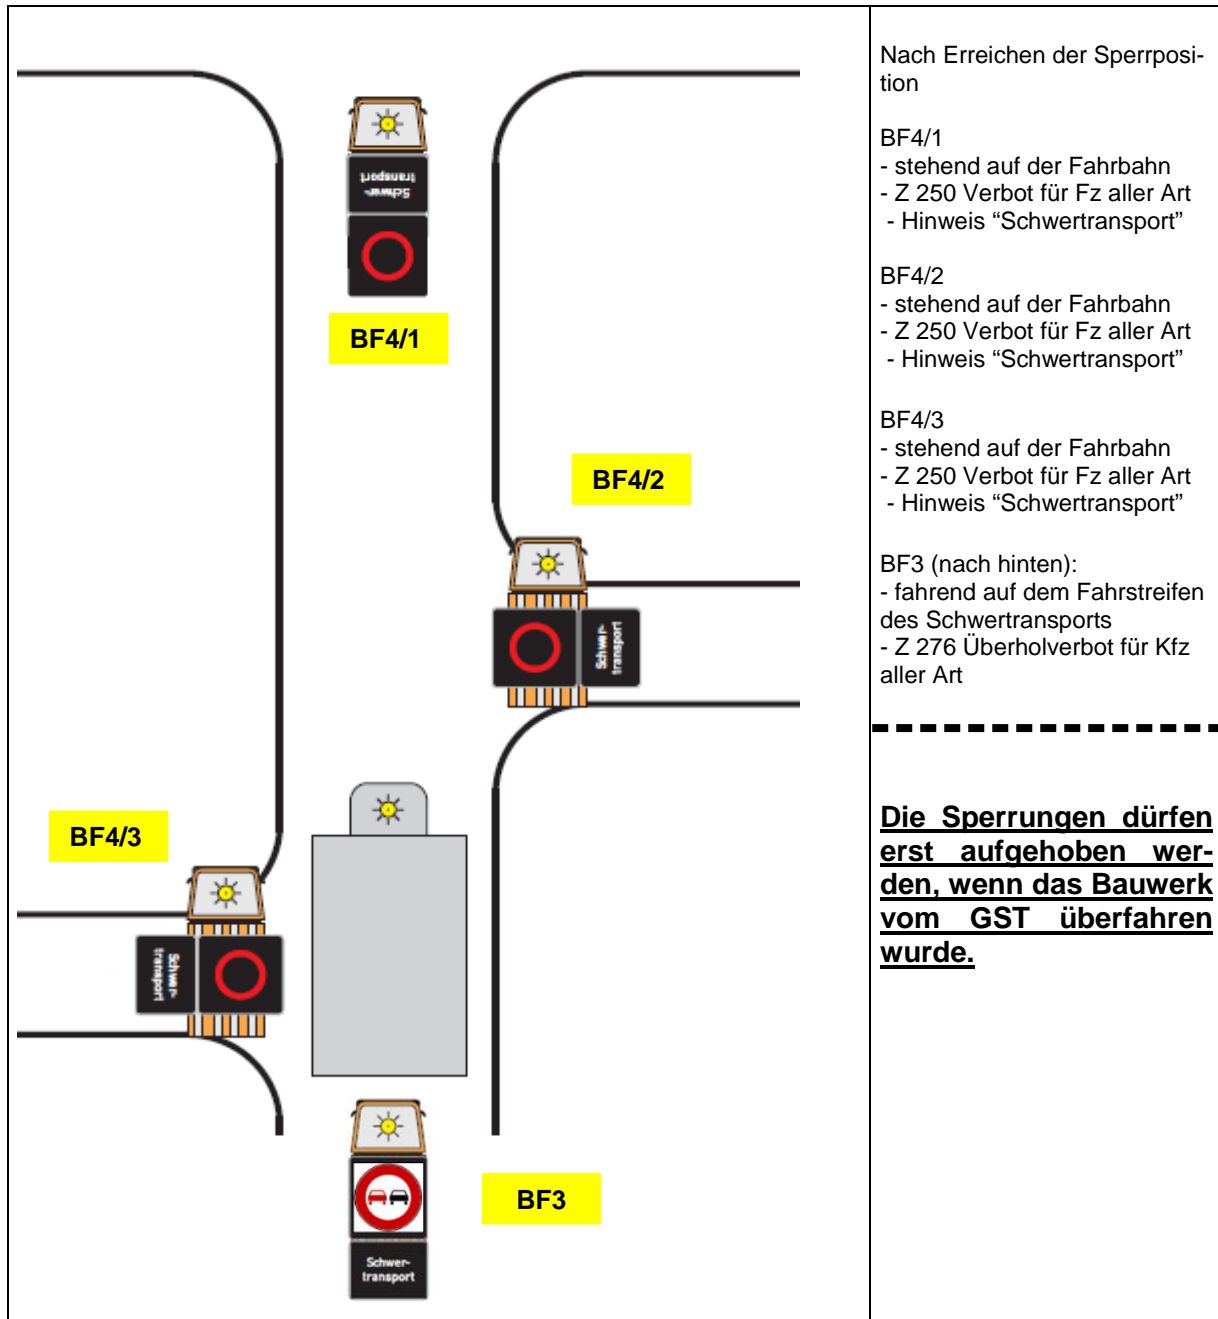 Schwer-
transport
BF4/1
BF4/2
Schwer-
transport
BF4/3
Schwer-
transport
BF3
Schwer-
transport
Nach Erreichen der Sperrposi-
tion
BF4/1
- stehend auf der Fahrbahn
- Z 250 Verbot für Fz aller Art
- Hinweis “Schwertransport”
BF4/2
- stehend auf der Fahrbahn
- Z 250 Verbot für Fz aller Art
- Hinweis “Schwertransport”
BF4/3
- stehend auf der Fahrbahn
- Z 250 Verbot für Fz aller Art
- Hinweis “Schwertransport”
BF3 (nach hinten):
- fahrend auf dem Fahrstreifen
des Schwertransports
- Z 276 Überholverbot für Kfz
aller Art
Die Sperrungen dürfen
erst aufgehoben wer-
den, wenn das Bauwerk
vom GST überfahren
wurde.